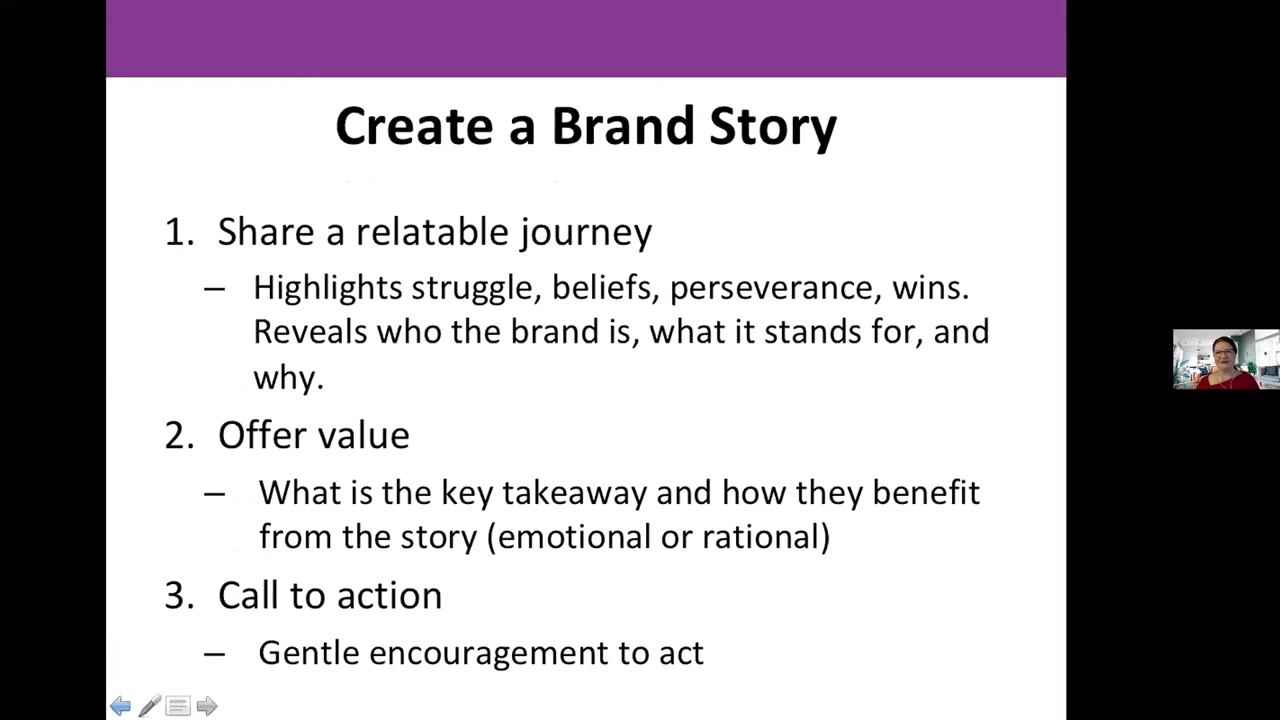 Create a Brand Story
1. Share a relatable journey
– Highlights struggle, beliefs, perseverance, wins.
Reveals who the brand is, what it stands for, and
why.
2. Offer value
– What is the key takeaway and how they benefit
from the story (emotional or rational)
3. Call to action
– Gentle encouragement to act